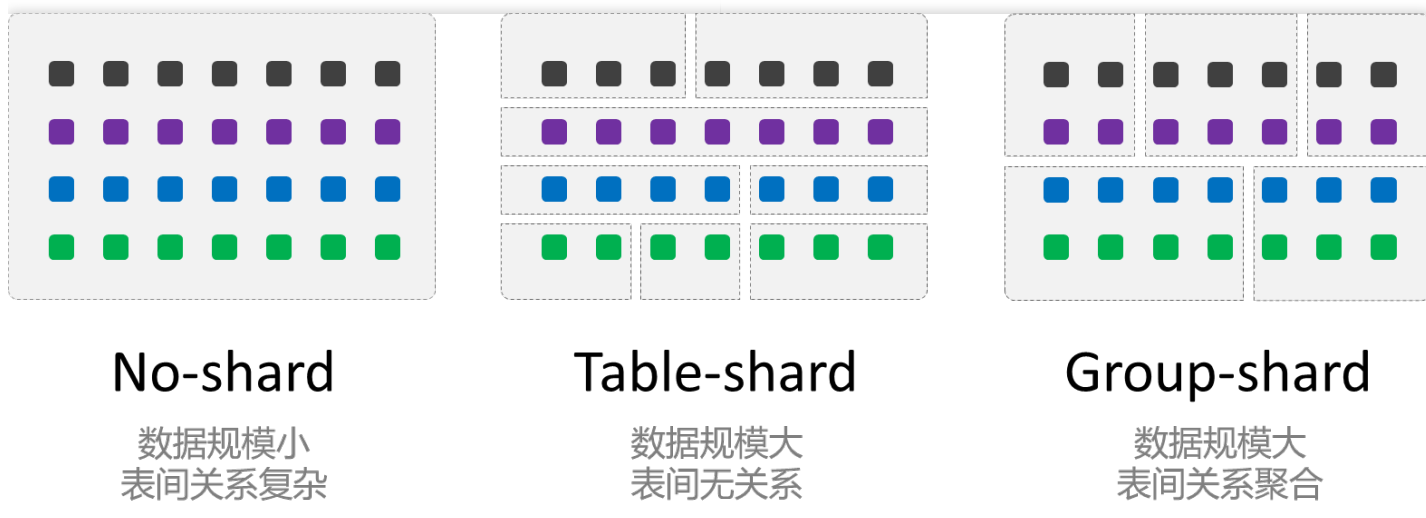 No-shard
数据规模小
表间关系复杂
Table-shard
数据规模大
表间无关系
Group-shard
数据规模大
表间关系聚合